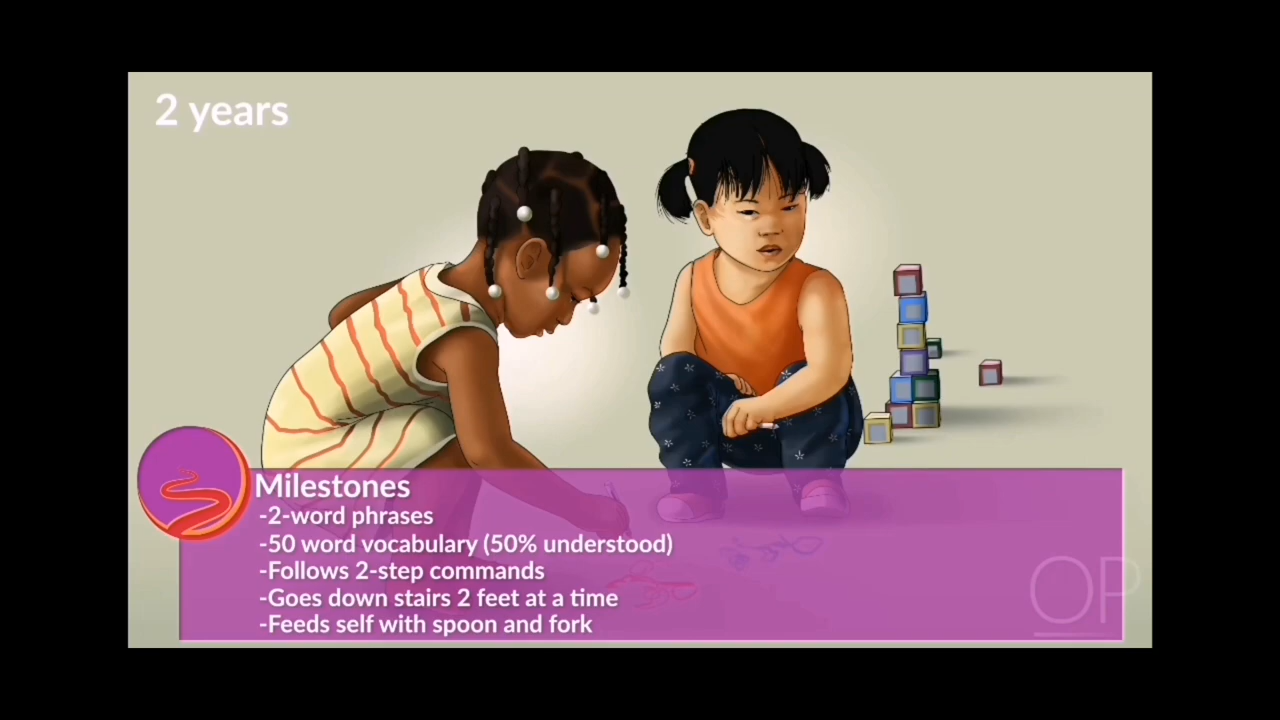 2 years
Milestones
-2-word phrases
-50 word vocabulary (50% understood)
-Follows 2-step commands
-Goes down stairs 2 feet at a time
-Feeds self with spoon and fork
OP